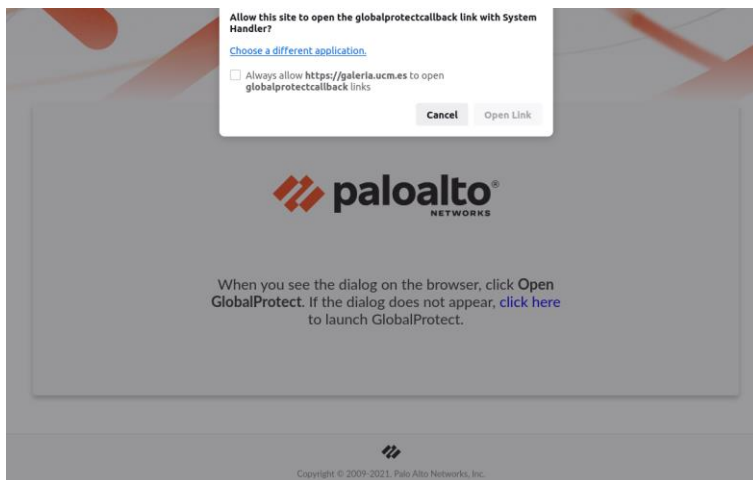 Allow this site to open the globalprotectcallback link with System
Handler?
Choose a different application.
Always allow https://galeria.ucm.es to open
globalprotectcallback links
Cancel Open Link
paloalto®
NETWORKS
When you see the dialog on the browser, click Open
GlobalProtect. If the dialog does not appear, click here
to launch GlobalProtect.
Copyright © 2009-2021. Palo Alto Networks, Inc.